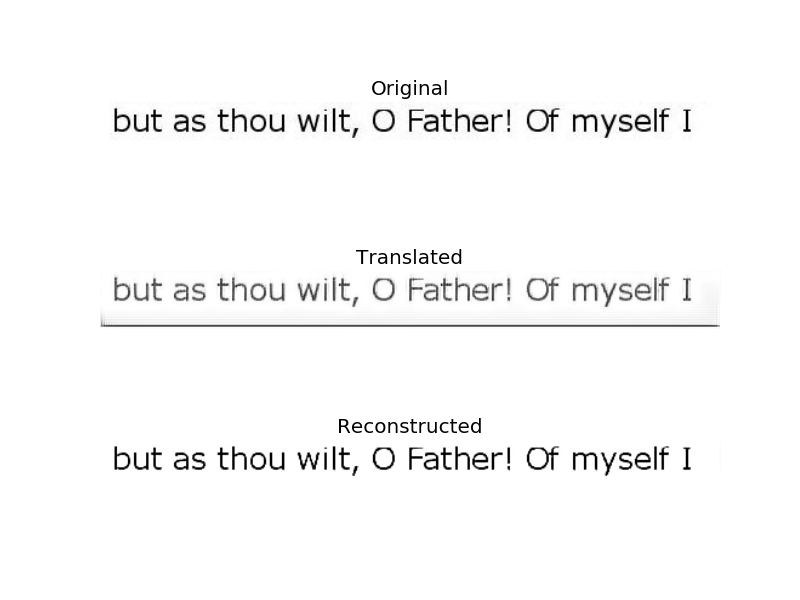 Original
but as thou wilt, O Father! Of myself I
Translated
but as thou wilt, O Father! Of myself I
Reconstructed
but as thou wilt, O Father! Of myself I